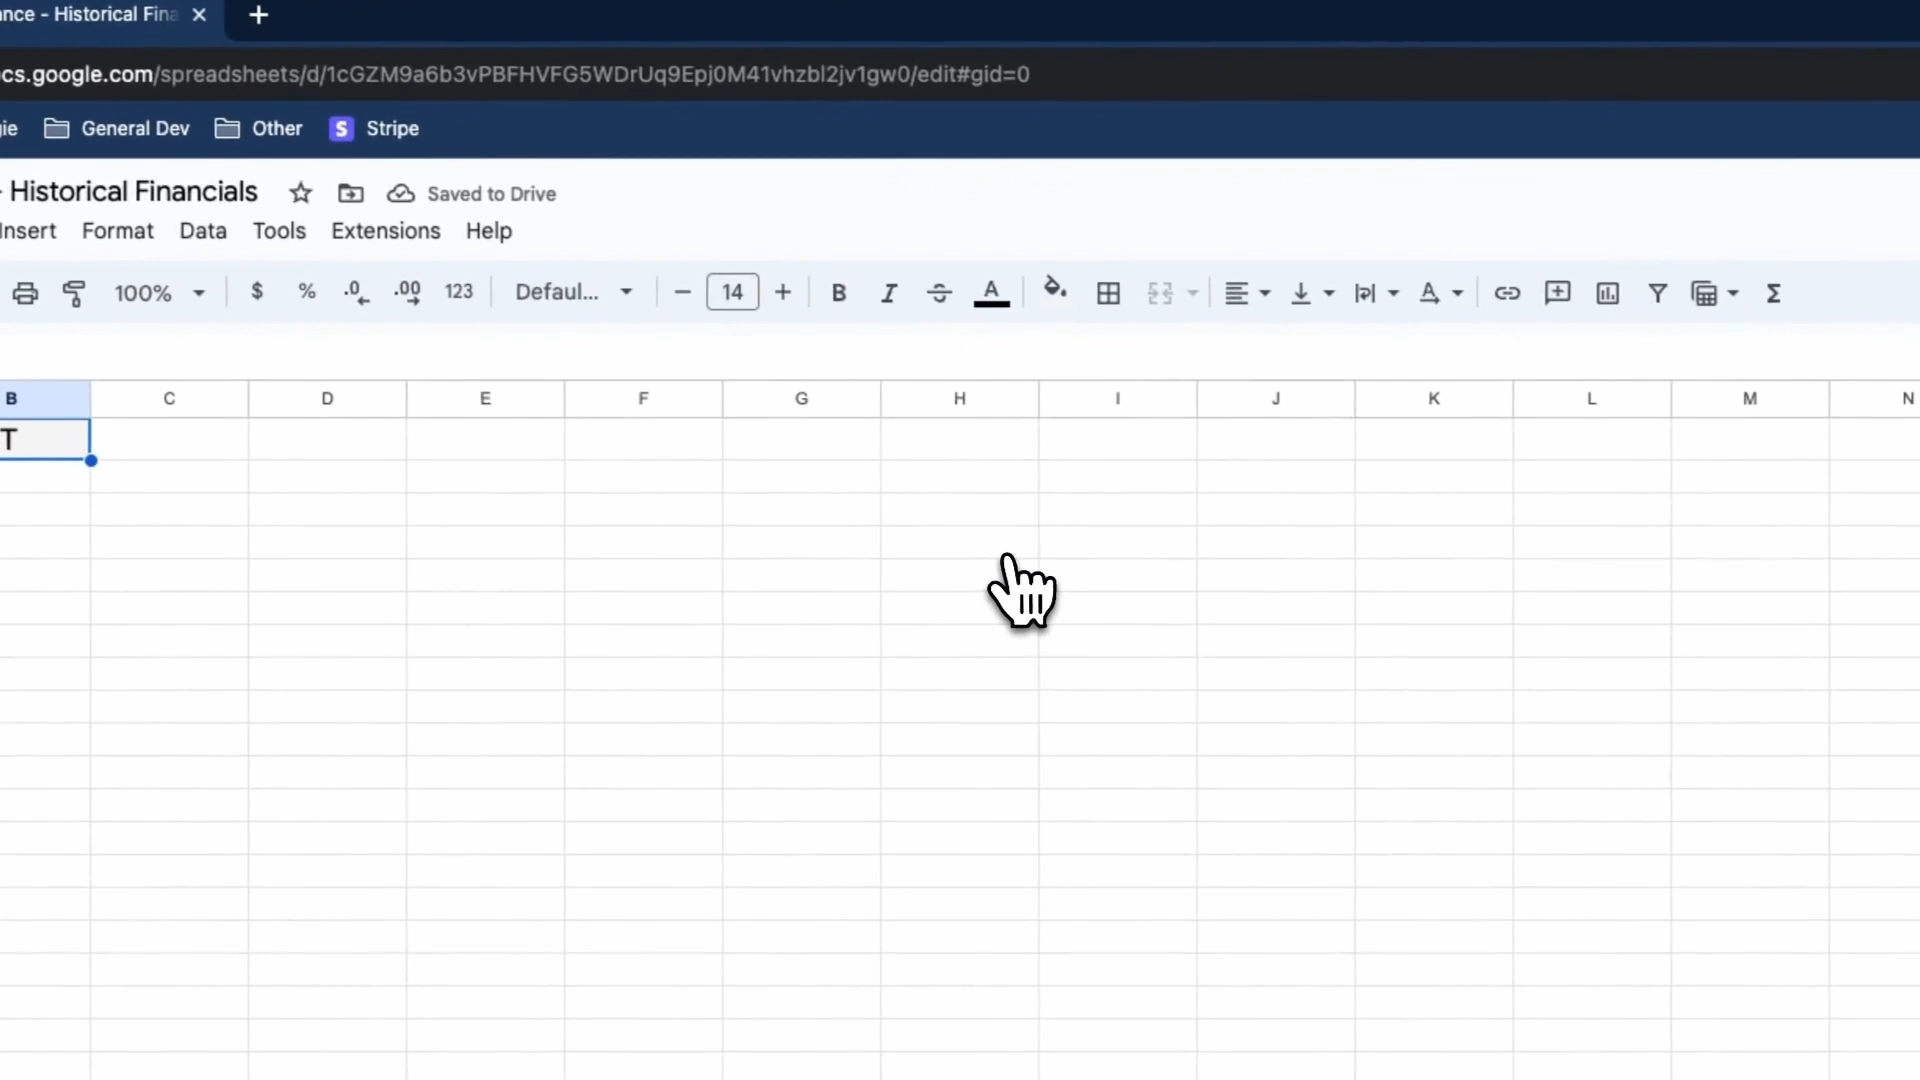 nce - Historical Fina
cs.google.com/spreadsheets/d/1cGZM9a6b3vPBFHVFG5WDrUq9Epj0M41vhzbl2jv1gw0/edit#gid=0
gie General Dev Other S Stripe
- Historical Financials Saved to Drive
Insert Format Data Tools Extensions Help
100% $ % .0 .00 123 Defaul... 14 B I A A Σ
B C D E F G H I J K L M N
T